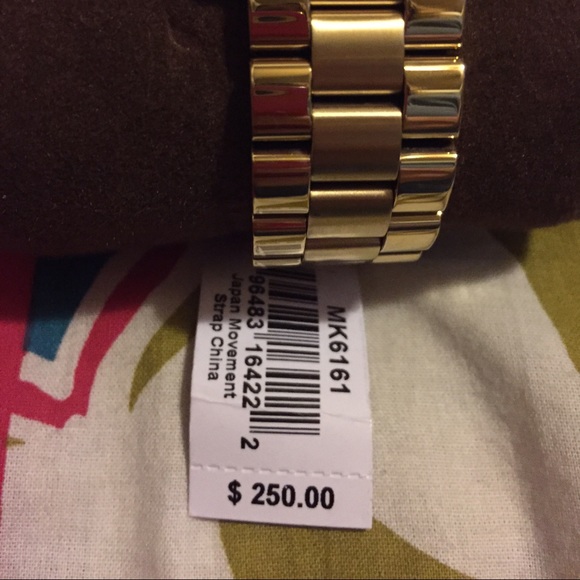 MK6161
96483 16422 2
Japan Movement
Strap China
$ 250.00